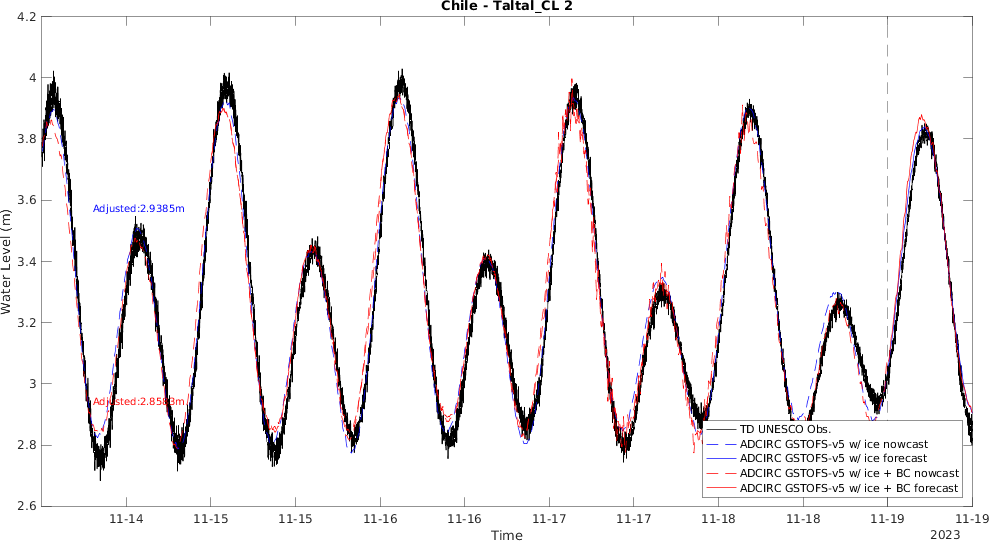 Chile - Taltal_CL 2
4.2
4
3.8
3.6
3.4
3.2
3
2.8
2.6
Water Level (m)
Adjusted:2.9385m
TD UNESCO Obs.
ADCIRC GSTOFS-v5 w/ ice nowcast
ADCIRC GSTOFS-v5 w/ ice forecast
ADCIRC GSTOFS-v5 w/ ice + BC nowcast
ADCIRC GSTOFS-v5 w/ ice + BC forecast
11-14 11-15 11-15 11-16 11-16 11-17 11-17 11-18 11-18 11-19 11-19
Time
2023